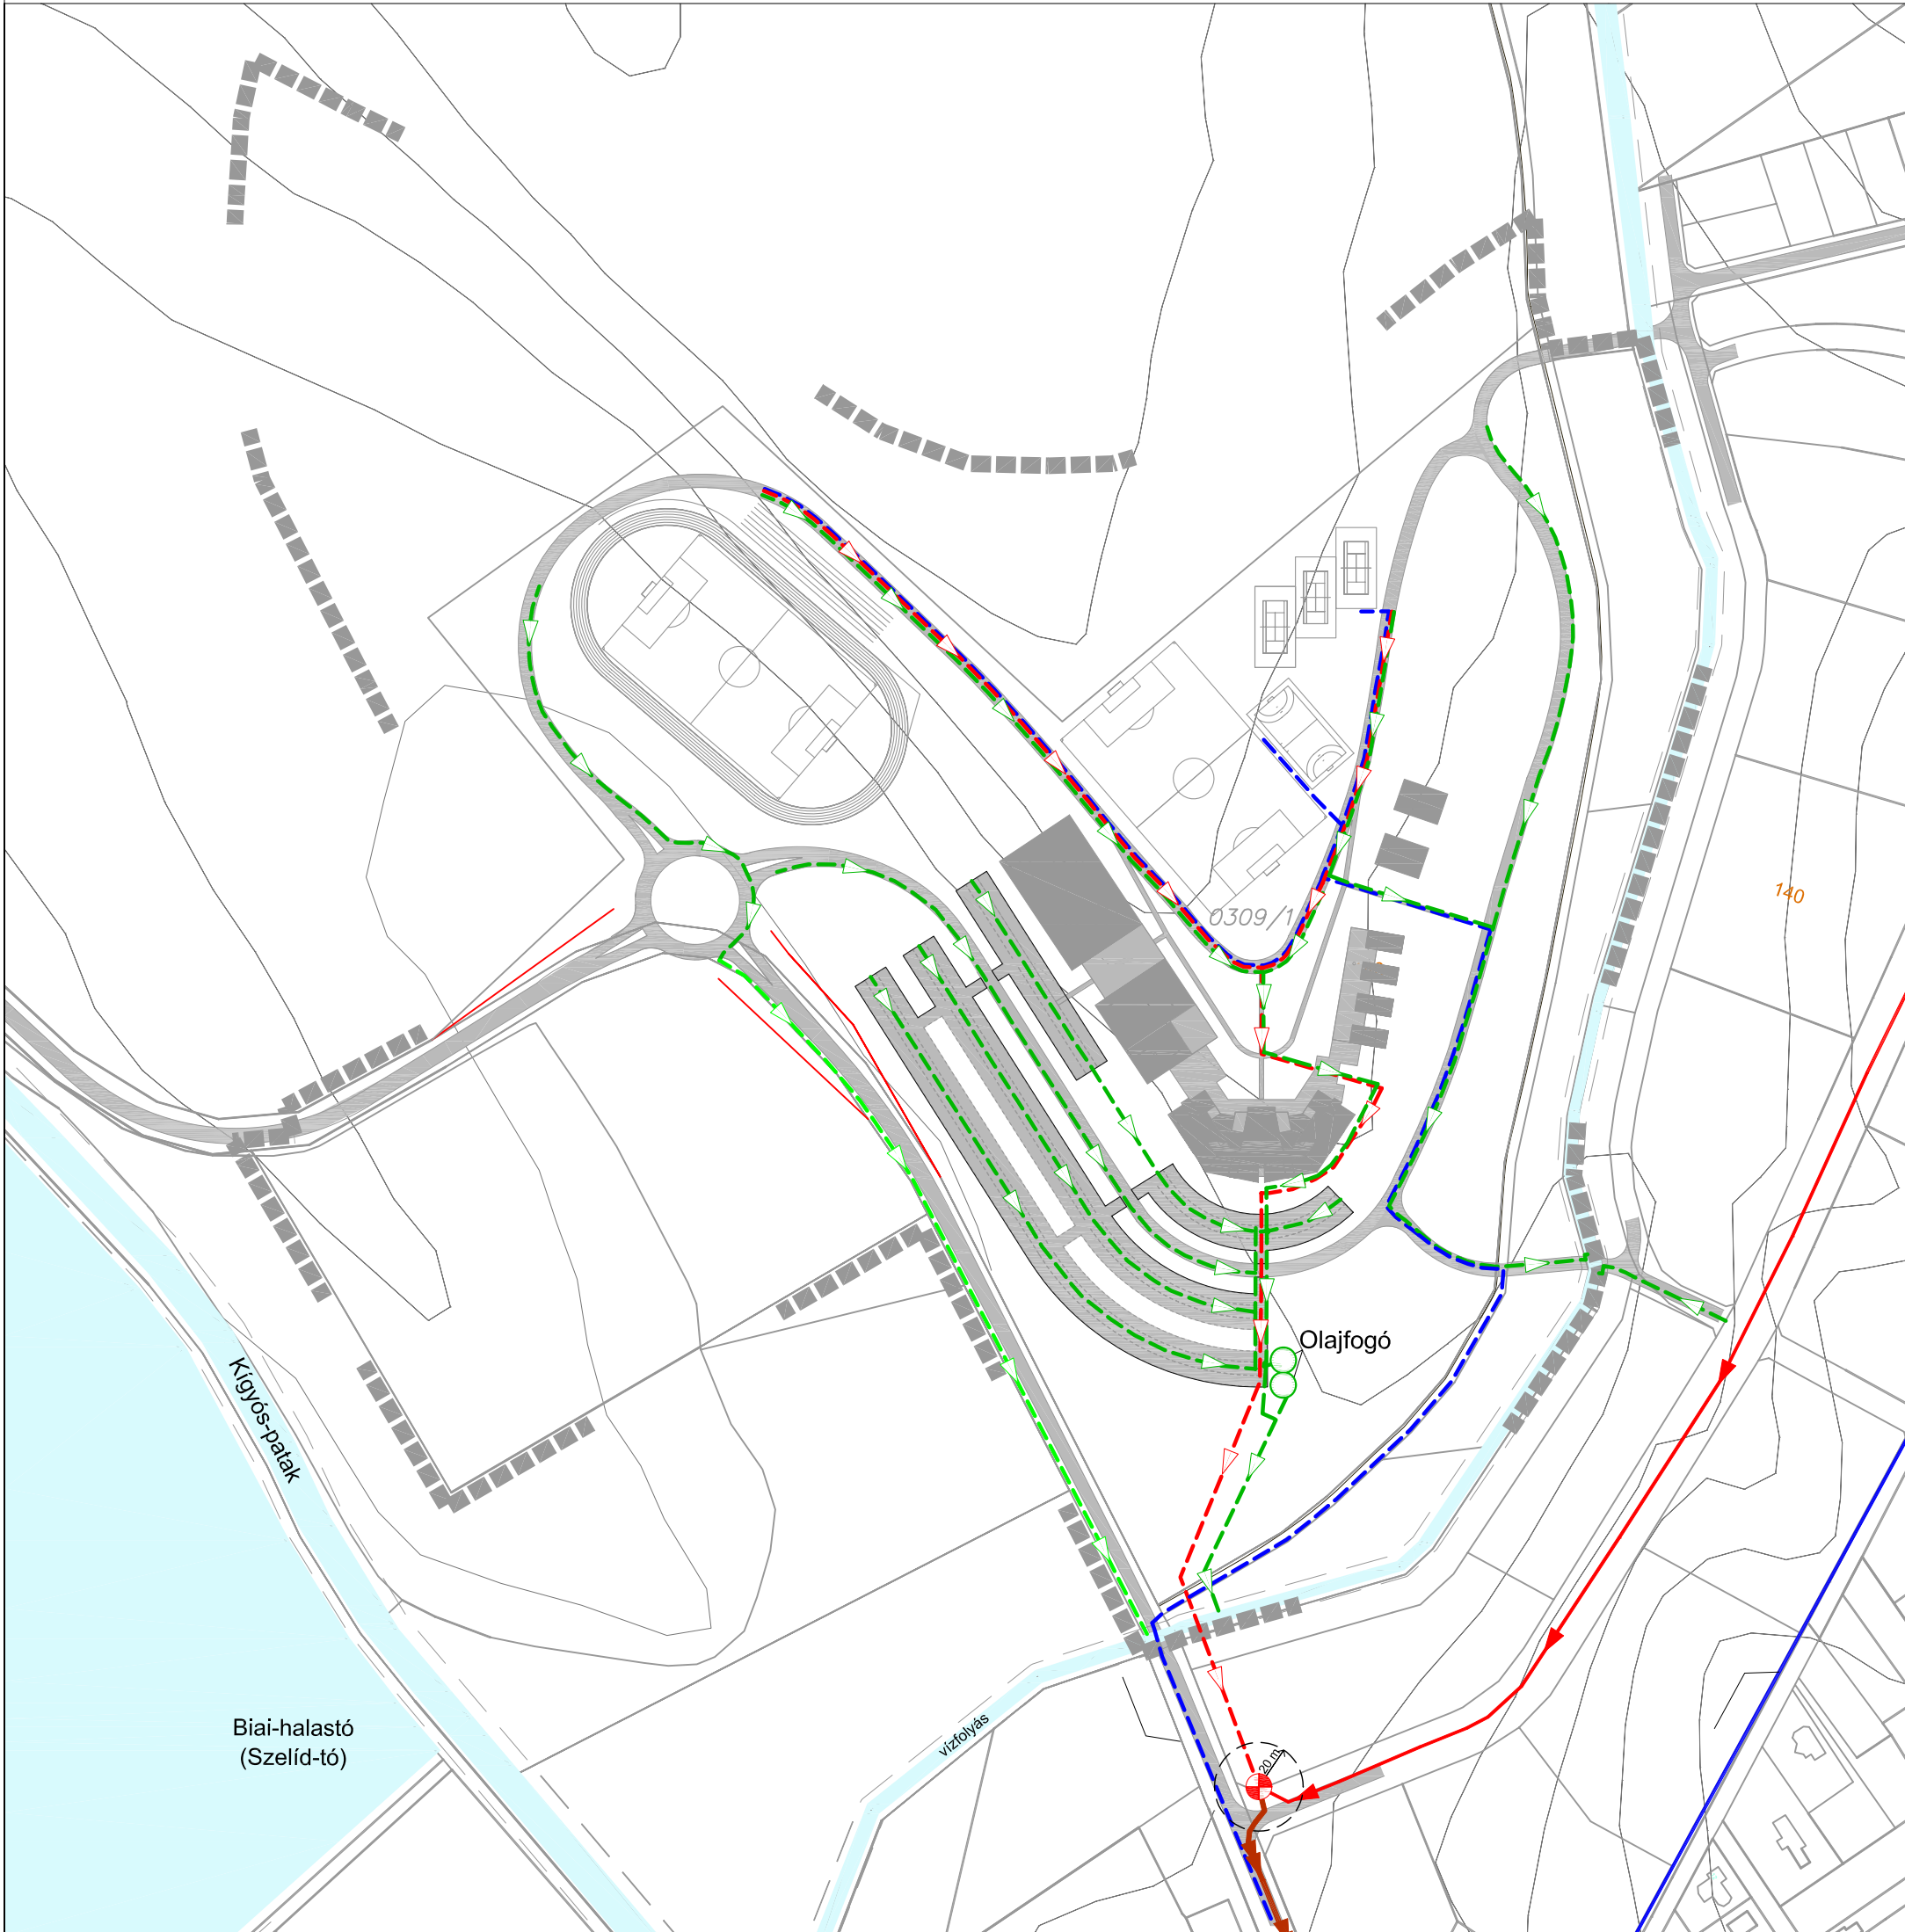 140
0309/1
Olajfogó
Kígyós-patak
Biai-halastó
(Szelíd-tó)
vízfolyás
20 m